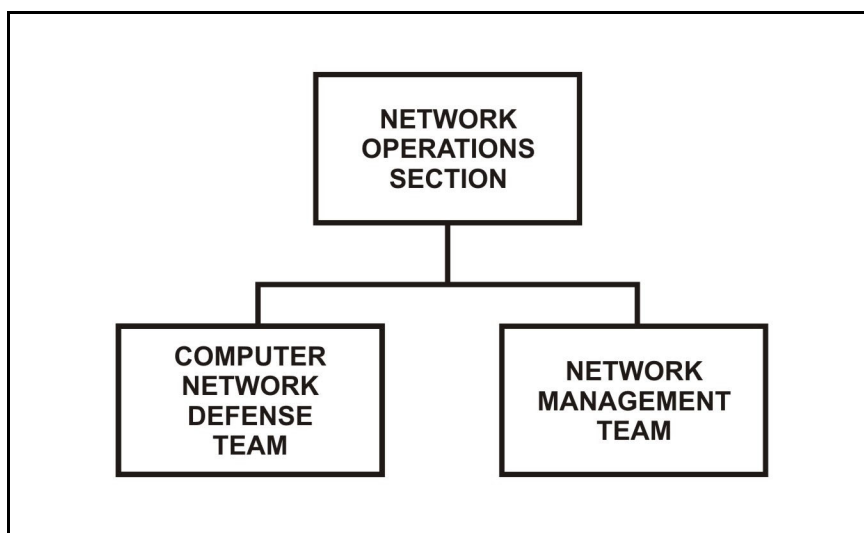 NETWORK
OPERATIONS
SECTION
COMPUTER
NETWORK
DEFENSE
TEAM
NETWORK
MANAGEMENT
TEAM